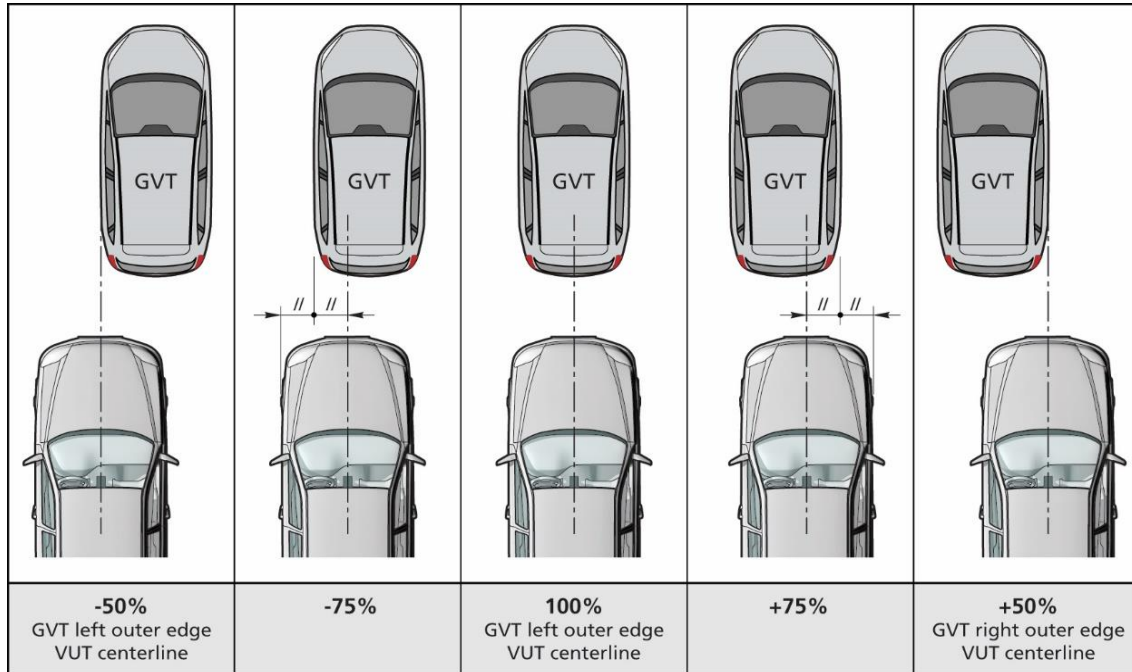 GVT
GVT
GVT
GVT
GVT
// //
// //
-50%
GVT left outer edge
VUT centerline
-75%
100%
GVT left outer edge
VUT centerline
+75%
+50%
GVT right outer edge
VUT centerline